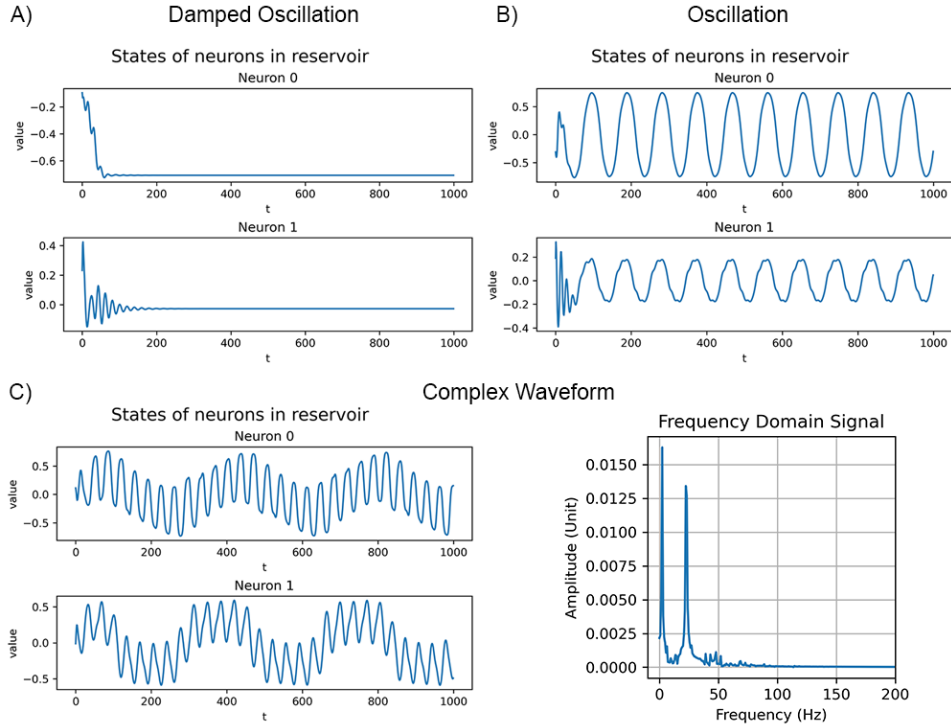 A) Damped Oscillation
States of neurons in reservoir
Neuron 0
−0.2
−0.4
−0.6
value
0 200 400 600 800 1000
t
Neuron 1
0.4
0.2
0.0
value
0 200 400 600 800 1000
t
B) Oscillation
States of neurons in reservoir
Neuron 0
0.5
0.0
−0.5
value
0 200 400 600 800 1000
t
Neuron 1
0.2
0.0
−0.2
−0.4
value
0 200 400 600 800 1000
t
C) Complex Waveform
States of neurons in reservoir
Neuron 0
0.5
0.0
−0.5
value
0 200 400 600 800 1000
Neuron 1
0.5
0.0
−0.5
value
0 200 400 600 800 1000
Frequency Domain Signal
0.0150
0.0125
0.0100
0.0075
0.0050
0.0025
0.0000
Amplitude (Unit)
0 50 100 150 200
Frequency (Hz)